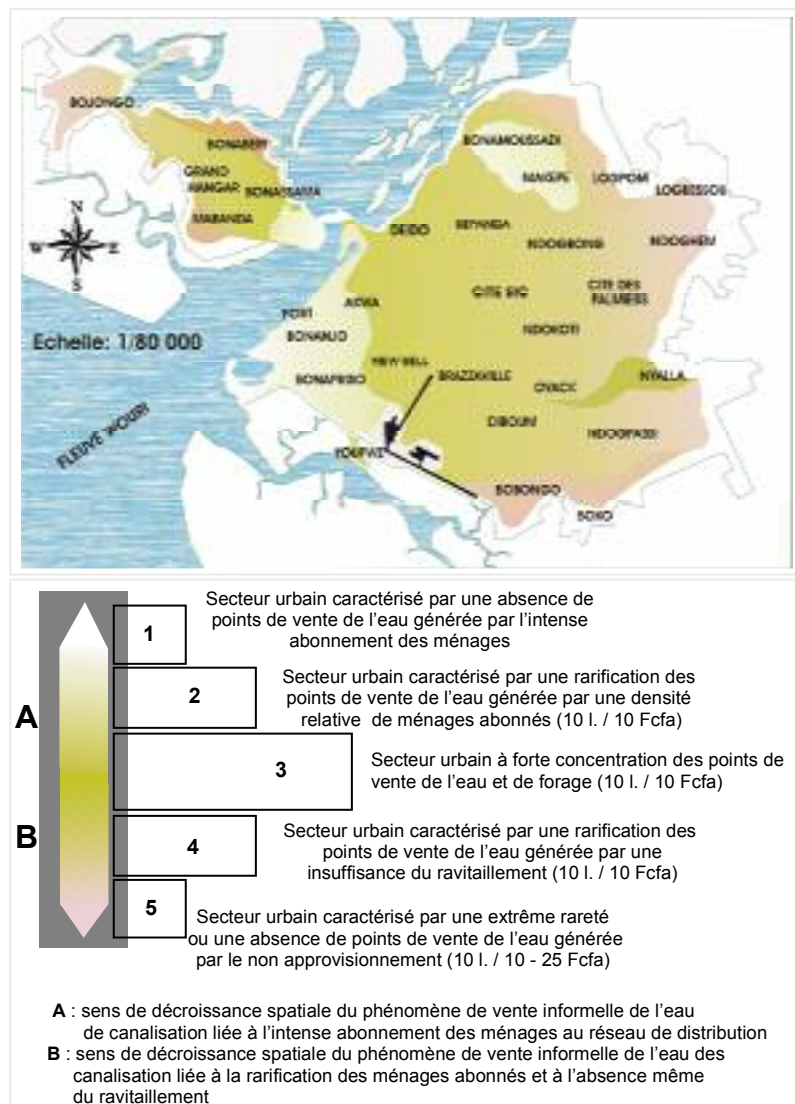 BOJONGO
BONABERI
GRAND
HANGAR BONASSAMA
MABANDA
N
W E
S
Echelle: 1/80 000
FLEUVE WOURI
BONAMOUSSADI
LOGPOM
LOGBESSOU
DEIDO
BEPANDA
NDOGBONG
NDOGHEM
CITE SIC
CITE DES
PALMIERS
AKWA
PORT
BONANJO
NDOKOTI
NEW-BELL
BRAZZAVILLE
BONAPRISO
OYACK
NYALLA
DIBOUM
NDOGPASSI
YOUPWE
BOBONGO
BOKO
Secteur urbain caractérisé par une absence de
1
points de vente de l'eau générée par l'intense
abonnement des ménages
Secteur urbain caractérisé par une rarification des
2
points de vente de l'eau générée par une densité
A
relative de ménages abonnés (10 l. / 10 Fcfa)
3
Secteur urbain à forte concentration des points de
vente de l'eau et de forage (10 l. / 10 Fcfa)
B
Secteur urbain caractérisé par une rarification des
4
points de vente de l'eau générée par une
insuffisance du ravitaillement (10 l. / 10 Fcfa)
5
Secteur urbain caractérisé par une extrême rareté
ou une absence de points de vente de l'eau générée
par le non approvisionnement (10 l. / 10 - 25 Fcfa)
A : sens de décroissance spatiale du phénomène de vente informelle de l'eau
de canalisation liée à l'intense abonnement des ménages au réseau de distribution
B : sens de décroissance spatiale du phénomène de vente informelle de l'eau des
canalisation liée à la rarification des ménages abonnés et à l'absence même
du ravitaillement